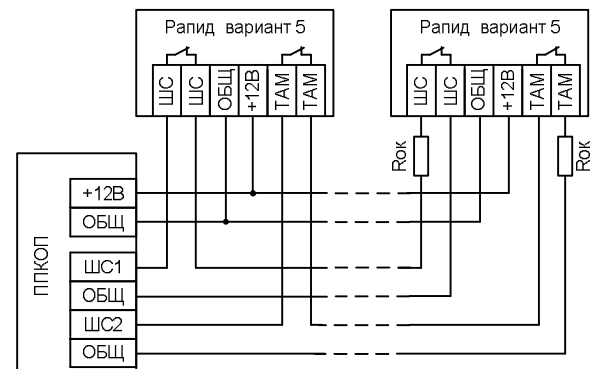 Рапид вариант 5
ШС
ШС
ОБЩ
+12В
ТАМ
ТАМ
Рапид вариант 5
ШС
ШС
ОБЩ
+12В
ТАМ
ТАМ
Rок
Rок
ППКОП
+12В
ОБЩ
ШС1
ОБЩ
ШС2
ОБЩ